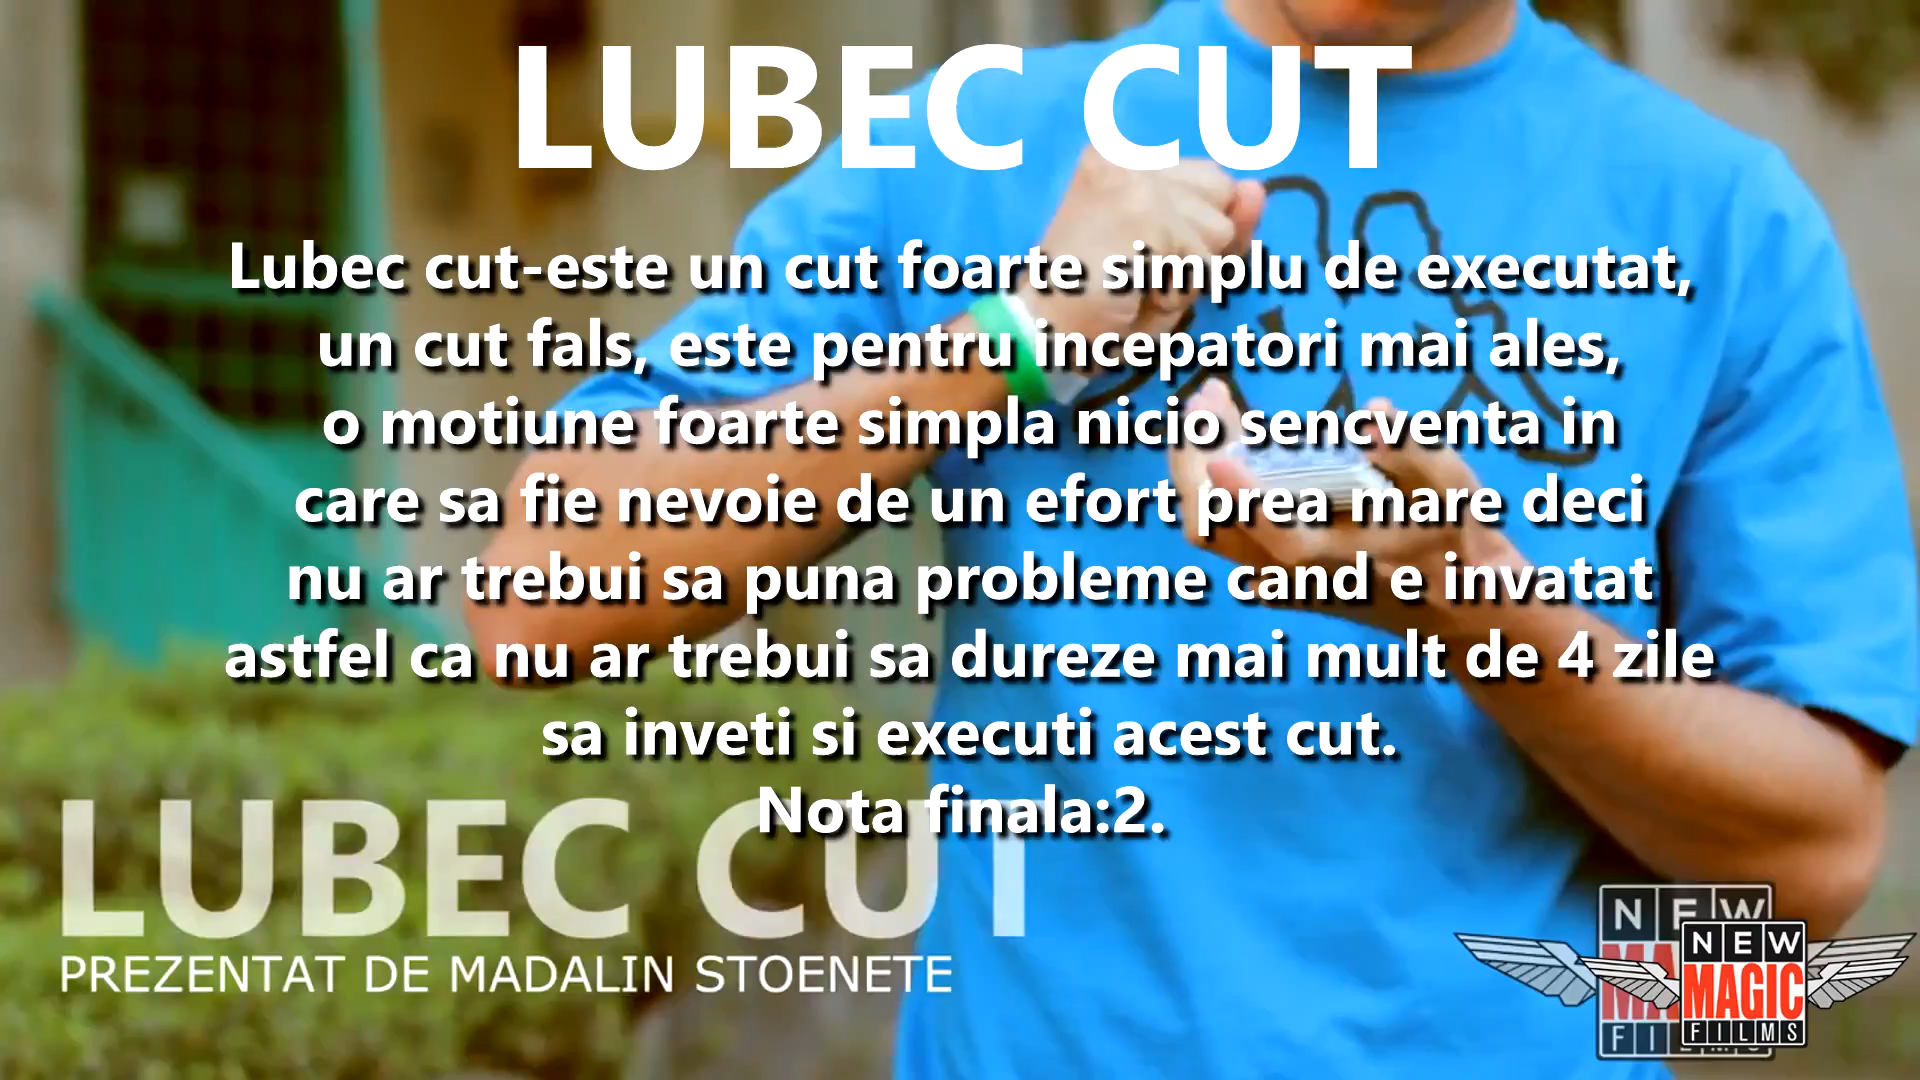 LUBEC CUT
Lubec cut-este un cut foarte simplu de executat,
un cut fals, este pentru incepatori mai ales,
o motiune foarte simpla nicio sencventa in
care sa fie nevoie de un efort prea mare deci
nu ar trebui sa puna probleme cand e invatat
astfel ca nu ar trebui sa dureze mai mult de 4 zile
sa inveti si executi acest cut.
Nota finala:2.
LUBEC CUT
PREZENTAT DE MADALIN STOENETE
NEW
NEW
MAGIC
FILMS